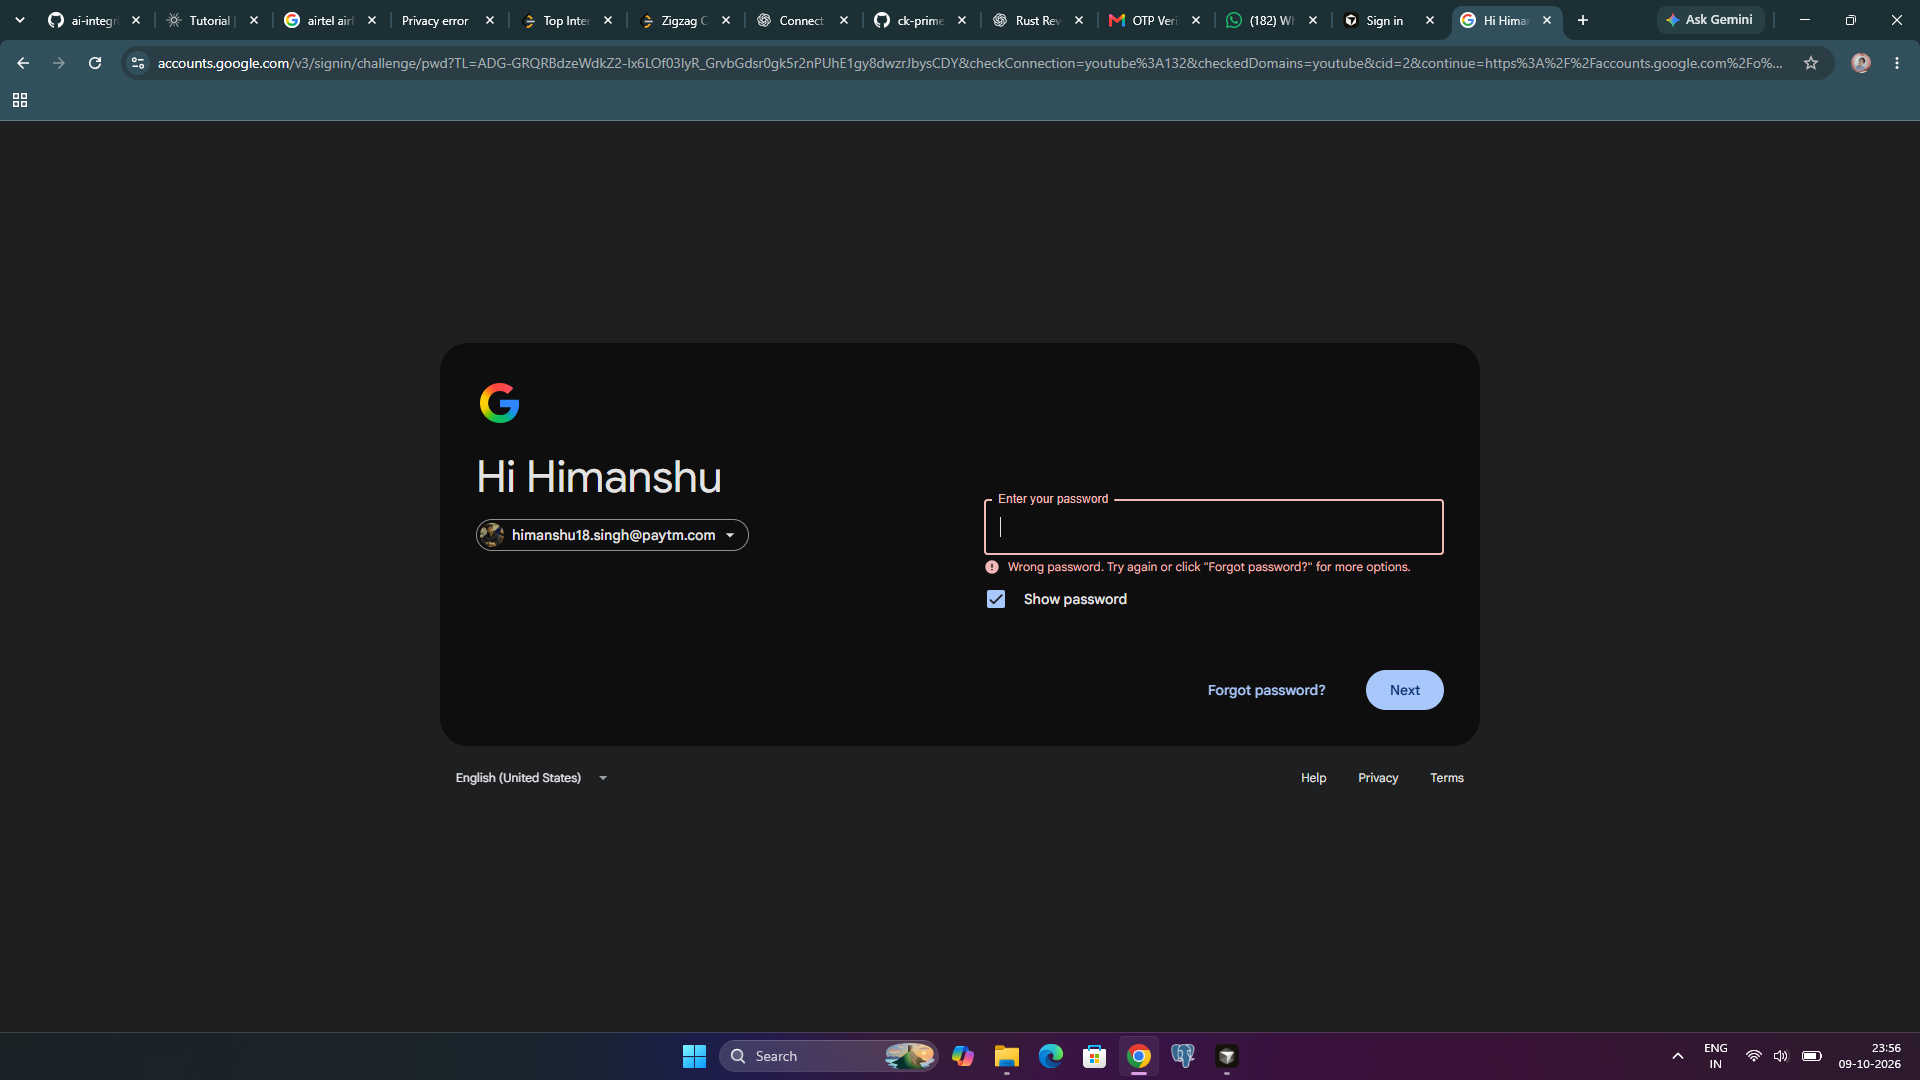 ai-integr
Tutorial
airtel airf
Privacy error
Top Inter
Zigzag C
Connect
ck-prime
Rust Rev
OTP Veri
(182) Wh
Sign in
Hi Himan
Ask Gemini
accounts.google.com/v3/signin/challenge/pwd?TL=ADG-GRQRBdzeWdkZ2-Ix6LOf03IyR_GrvbGdsr0gk5r2nPUhE1gy8dwzrJbysCDY&checkConnection=youtube%3A132&checkedDomains=youtube&cid=2&continue=https%3A%2F%2Faccounts.google.com%2Fo%...
Hi Himanshu
himanshu18.singh@paytm.com
Enter your password
Wrong password. Try again or click "Forgot password?" for more options.
Show password
Forgot password?
Next
English (United States)
Help
Privacy
Terms
Search
ENG
IN
23:56
09-10-2026